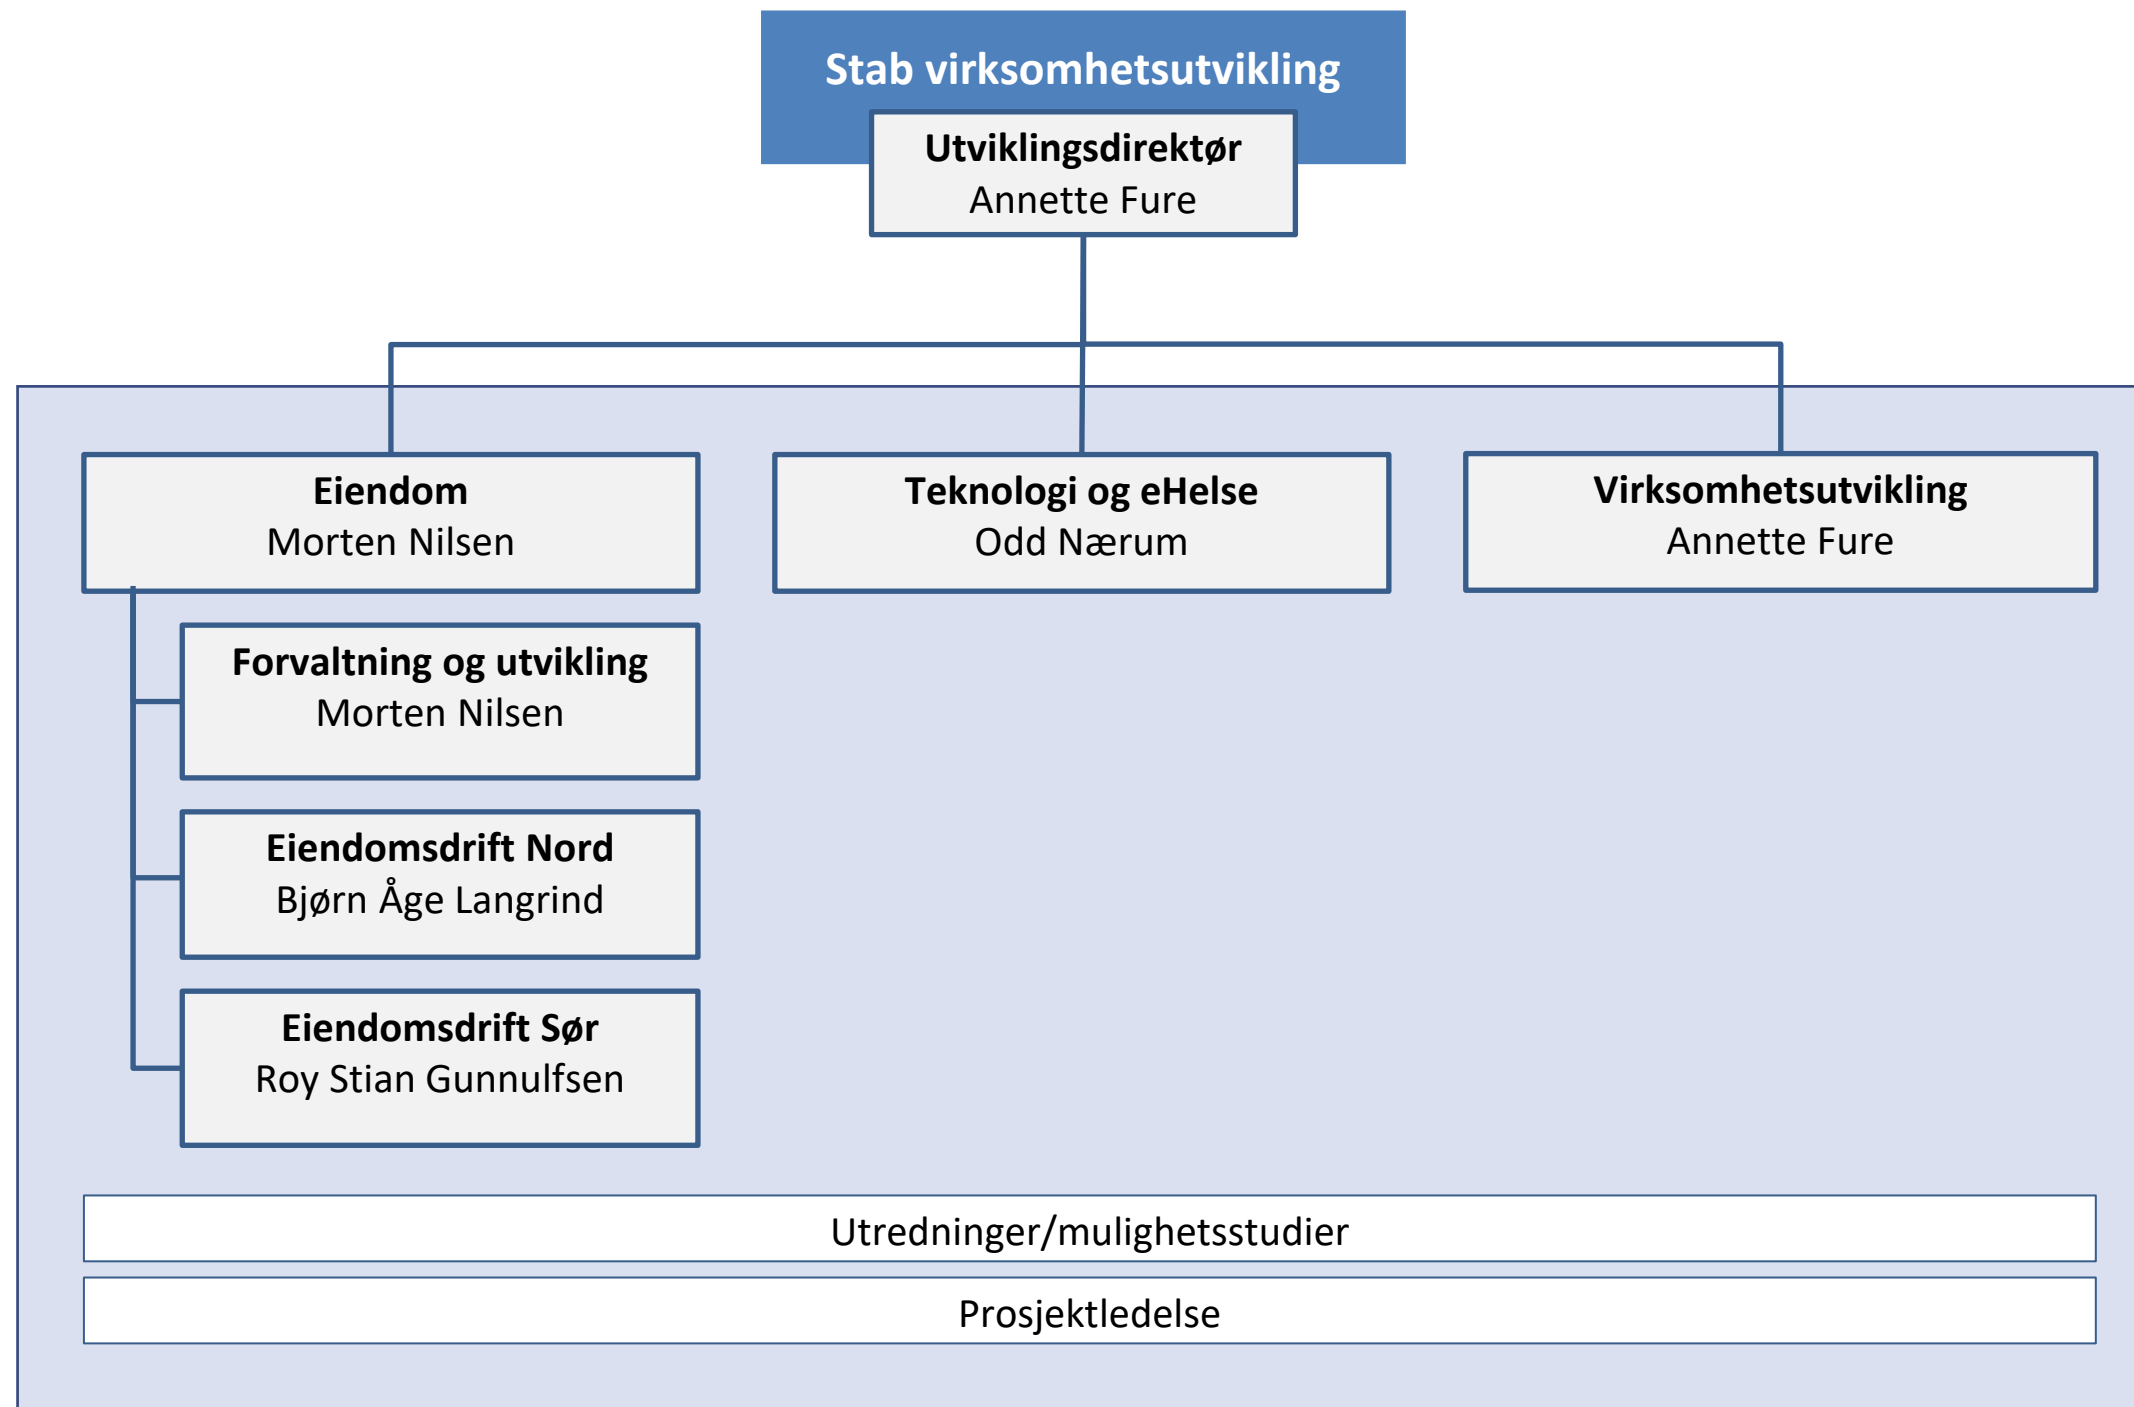 Stab virksomhetsutvikling
Utviklingsdirektør
Annette Fure
Eiendom
Morten Nilsen
Teknologi og eHelse
Odd Nærum
Virksomhetsutvikling
Annette Fure
Forvaltning og utvikling
Morten Nilsen
Eiendomsdrift Nord
Bjørn Åge Langrind
Eiendomsdrift Sør
Roy Stian Gunnulfsen
Utredninger/mulighetsstudier
Prosjektledelse